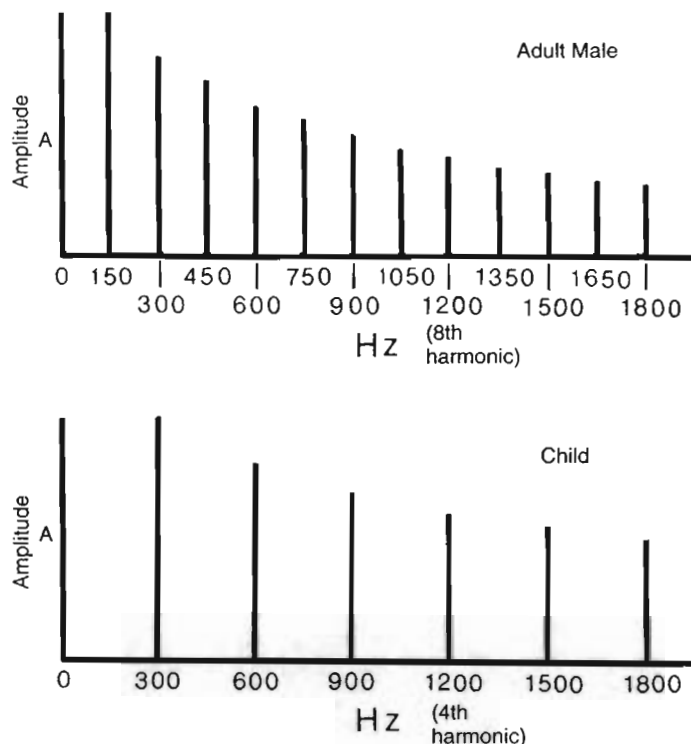 Adult Male
Amplitude
A
0 150 450 750 1050 1350 1650
300 600 900 1200 1500 1800
Hz (8th harmonic)
Child
Amplitude
A
0 300 600 900 1200 1500 1800
Hz (4th harmonic)